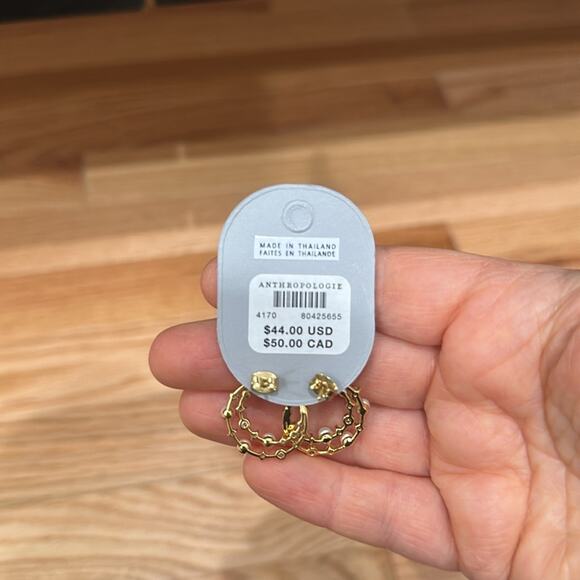 MADE IN THAILAND
FAITES EN THAILANDE
ANTHROPOLOGIE
4170 80425655
$44.00 USD
$50.00 CAD